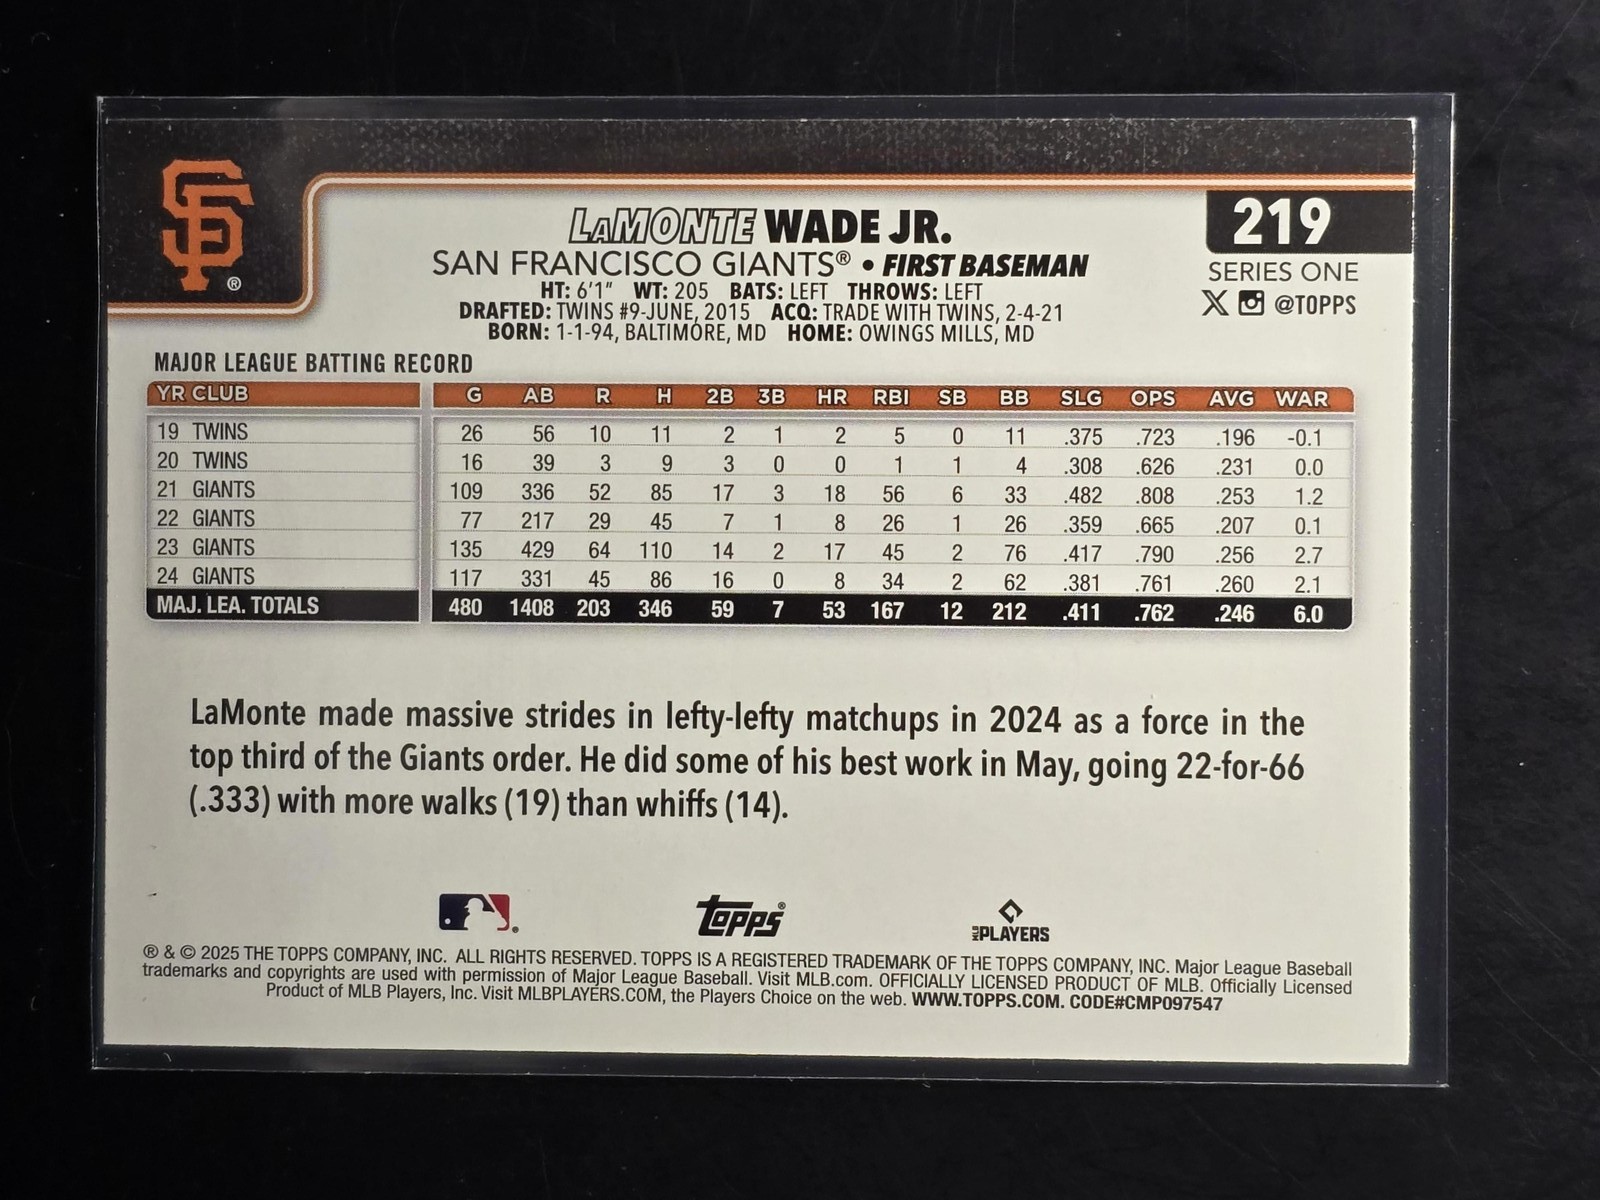 SF®
LaMONTE WADE JR.
219
SAN FRANCISCO GIANTS® • FIRST BASEMAN
SERIES ONE
HT: 6'1" WT: 205 BATS: LEFT THROWS: LEFT
X @TOPPS
DRAFTED: TWINS #9-JUNE, 2015 ACQ: TRADE WITH TWINS, 2-4-21
BORN: 1-1-94, BALTIMORE, MD HOME: OWINGS MILLS, MD
MAJOR LEAGUE BATTING RECORD
YR CLUB G AB R H 2B 3B HR RBI SB BB SLG OPS AVG WAR
19 TWINS 26 56 10 11 2 1 2 5 0 11 .375 .723 .196 -0.1
20 TWINS 16 39 3 9 3 0 0 1 1 4 .308 .626 .231 0.0
21 GIANTS 109 336 52 85 17 3 18 56 6 33 .482 .808 .253 1.2
22 GIANTS 77 217 29 45 7 1 8 26 1 26 .359 .665 .207 0.1
23 GIANTS 135 429 64 110 14 2 17 45 2 76 .417 .790 .256 2.7
24 GIANTS 117 331 45 86 16 0 8 34 2 62 .381 .761 .260 2.1
MAJ. LEA. TOTALS 480 1408 203 346 59 7 53 167 12 212 .411 .762 .246 6.0
LaMonte made massive strides in lefty-lefty matchups in 2024 as a force in the
top third of the Giants order. He did some of his best work in May, going 22-for-66
(.333) with more walks (19) than whiffs (14).
Topps®
MLB PLAYERS
® & © 2025 THE TOPPS COMPANY, INC. ALL RIGHTS RESERVED. TOPPS IS A REGISTERED TRADEMARK OF THE TOPPS COMPANY, INC. Major League Baseball
trademarks and copyrights are used with permission of Major League Baseball. Visit MLB.com. OFFICIALLY LICENSED PRODUCT OF MLB. Officially Licensed
Product of MLB Players, Inc. Visit MLBPLAYERS.COM, the Players Choice on the web. WWW.TOPPS.COM. CODE#CMP097547